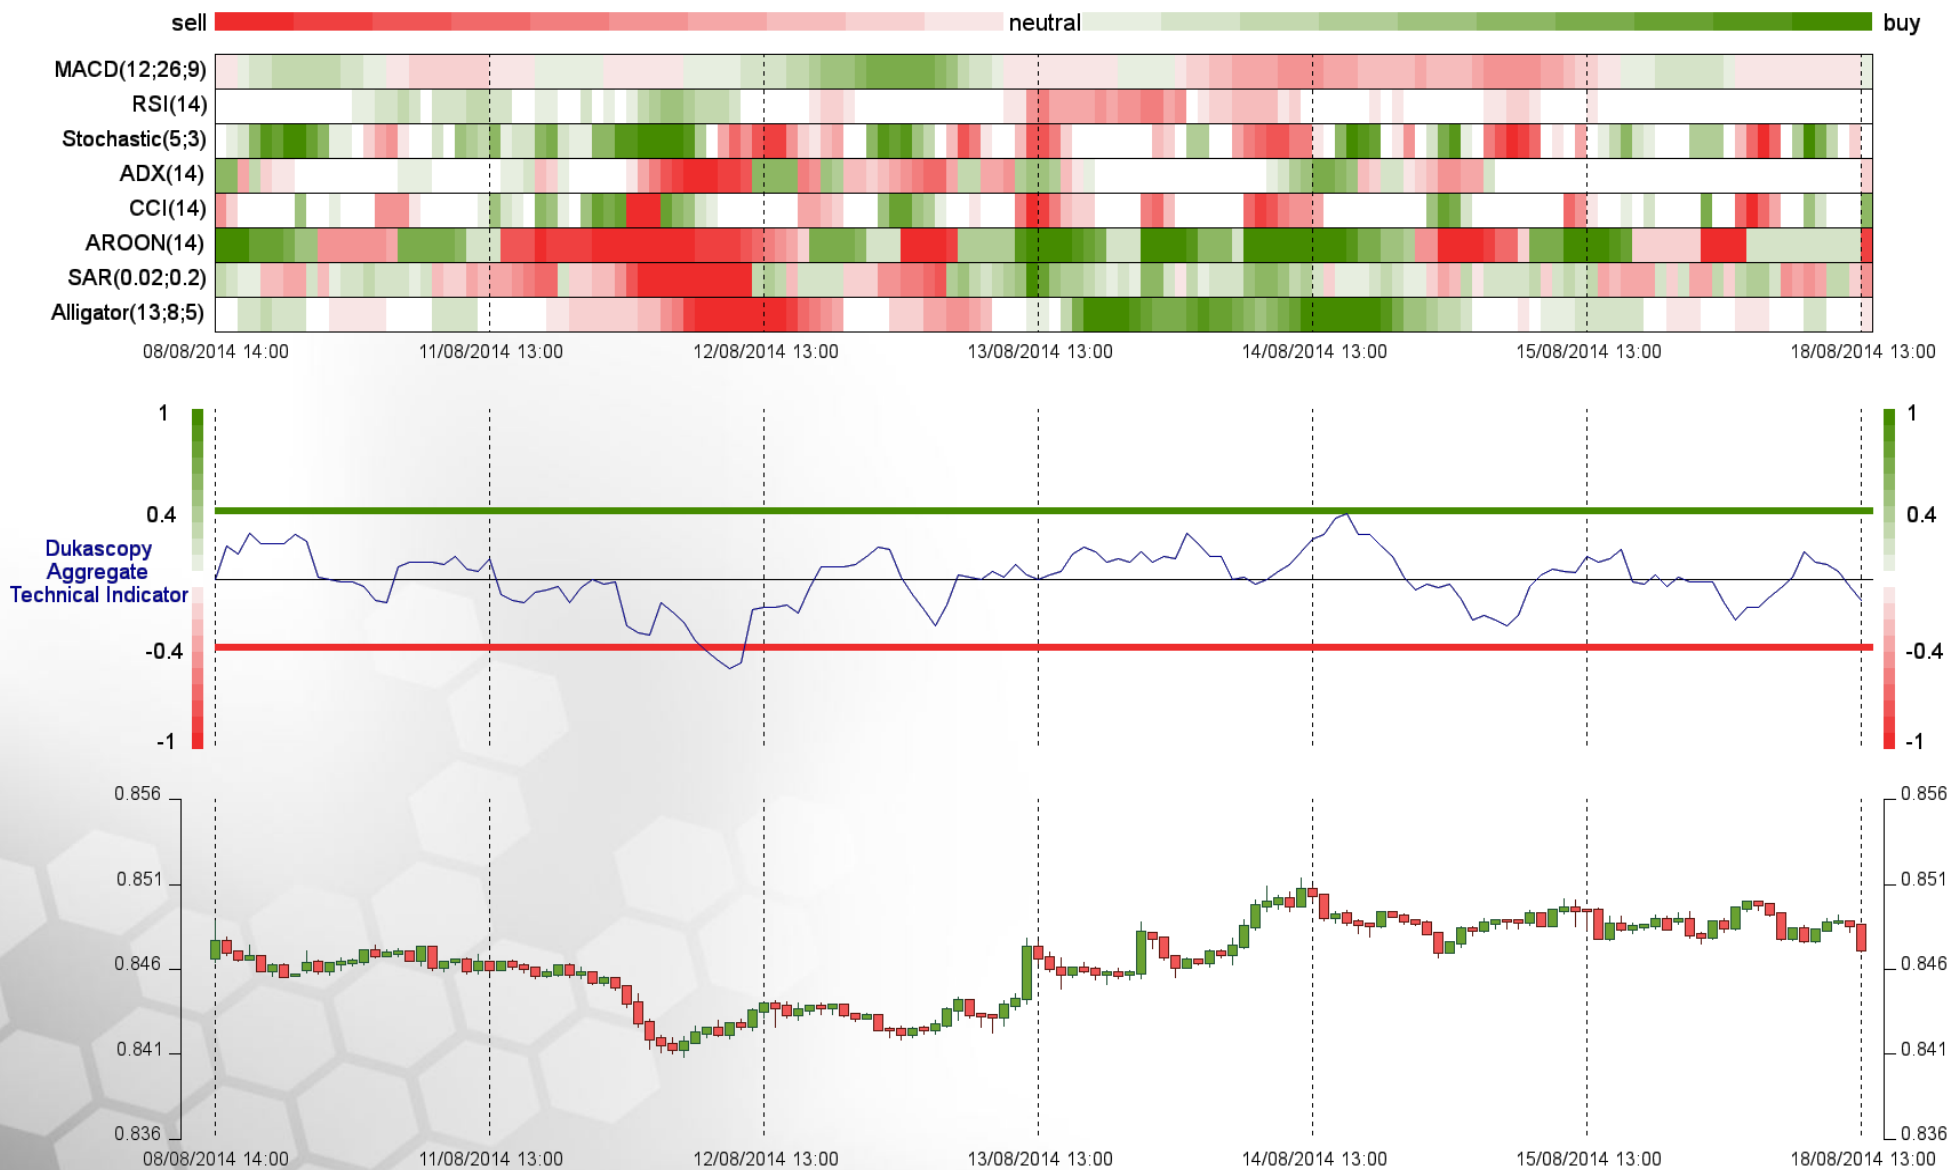 sell neutral buy
MACD(12;26;9)
RSI(14)
Stochastic(5;3)
ADX(14)
CCI(14)
AROON(14)
SAR(0.02;0.2)
Alligator(13;8;5)
08/08/2014 14:00 11/08/2014 13:00 12/08/2014 13:00 13/08/2014 13:00 14/08/2014 13:00 15/08/2014 13:00 18/08/2014 13:00
1 1
0.4 0.4
Dukascopy
Aggregate
Technical Indicator
-0.4 -0.4
-1 -1
0.856 0.856
0.851 0.851
0.846 0.846
0.841 0.841
0.836 0.836
08/08/2014 14:00 11/08/2014 13:00 12/08/2014 13:00 13/08/2014 13:00 14/08/2014 13:00 15/08/2014 13:00 18/08/2014 13:00